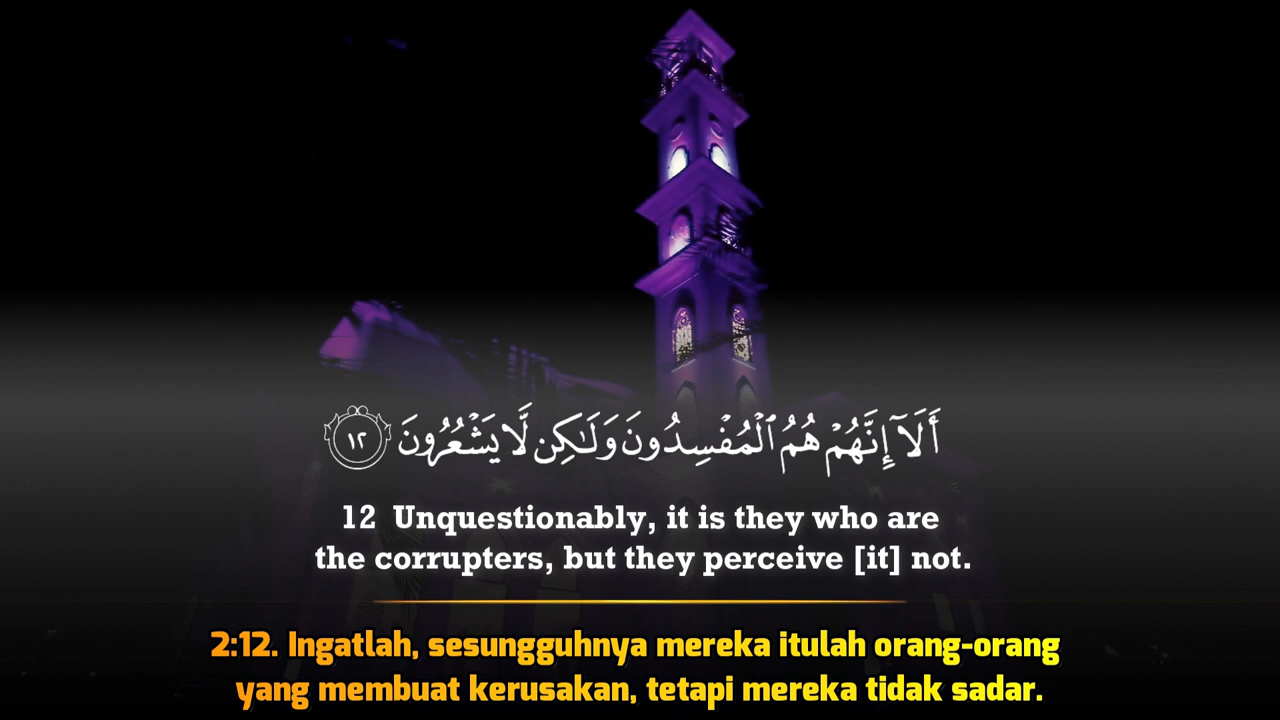 أَلَآ إِنَّهُمْ هُمُ ٱلْمُفْسِدُونَ وَلَـٰكِن لَّا يَشْعُرُونَ ١٢
12 Unquestionably, it is they who are
the corrupters, but they perceive [it] not.
2:12. Ingatlah, sesungguhnya mereka itulah orang-orang
yang membuat kerusakan, tetapi mereka tidak sadar.